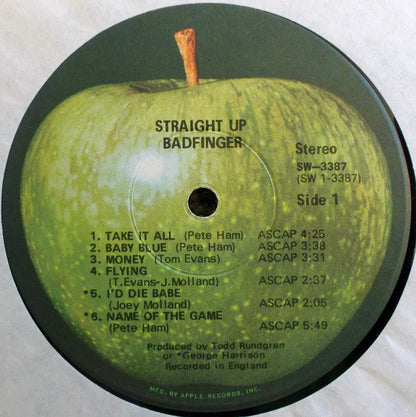 STRAIGHT UP
BADFINGER
Stereo
SW-3387
(SW 1-3387)
Side 1
1. TAKE IT ALL (Pete Ham) ASCAP 4:25
2. BABY BLUE (Pete Ham) ASCAP 3:38
3. MONEY (Tom Evans) ASCAP 3:31
4. FLYING
(T.Evans-J.Molland) ASCAP 2:37
*5. I'D DIE BABE
(Joey Molland) ASCAP 2:05
*6. NAME OF THE GAME
(Pete Ham) ASCAP 5:49
Produced by Todd Rundgren
or *George Harrison
Recorded in England
MFD. BY APPLE RECORDS, INC.